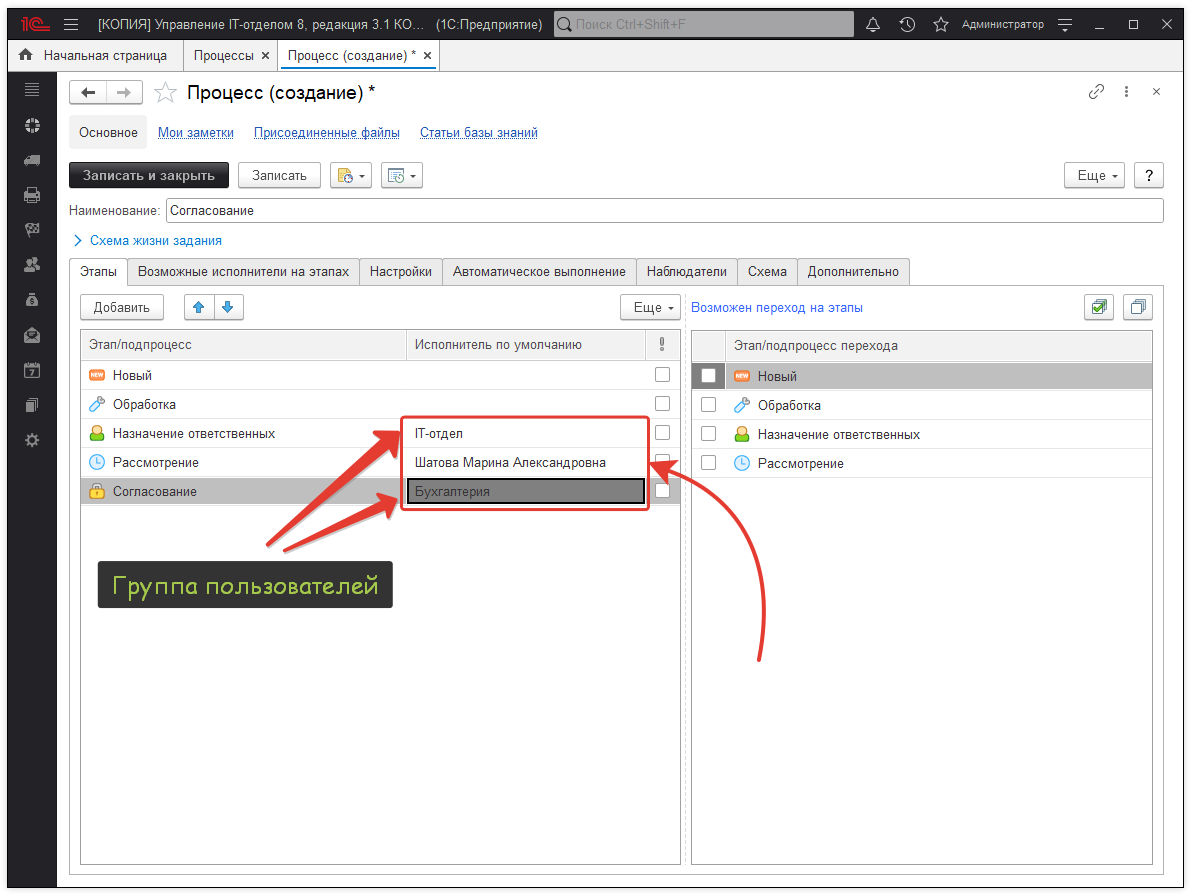 1С [КОПИЯ] Управление IT-отделом 8, редакция 3.1 КО... (1С:Предприятие) Поиск Ctrl+Shift+F Администратор
Начальная страница Процессы × Процесс (создание) * ×
Процесс (создание) *
Основное Мои заметки Присоединенные файлы Статьи базы знаний
Записать и закрыть Записать Еще ?
Наименование: Согласование
Схема жизни задания
Этапы Возможные исполнители на этапах Настройки Автоматическое выполнение Наблюдатели Схема Дополнительно
Добавить Еще Возможен переход на этапы
Этап/подпроцесс Исполнитель по умолчанию ! Этап/подпроцесс перехода
NEW Новый NEW Новый
Обработка Обработка
Назначение ответственных IT-отдел Назначение ответственных
Рассмотрение Шатова Марина Александровна Рассмотрение
Согласование Бухгалтерия
Группа пользователей
7